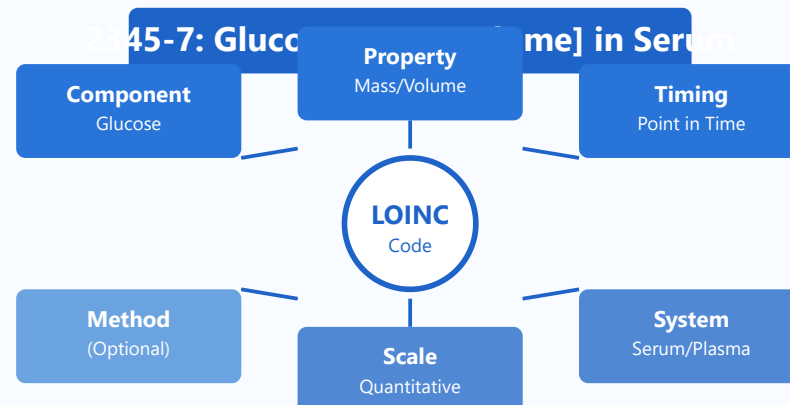 2345-7: Gluco me] in Serum
Property
Mass/Volume
Component
Glucose
Timing
Point in Time
LOINC
Code
Method
(Optional)
System
Serum/Plasma
Scale
Quantitative